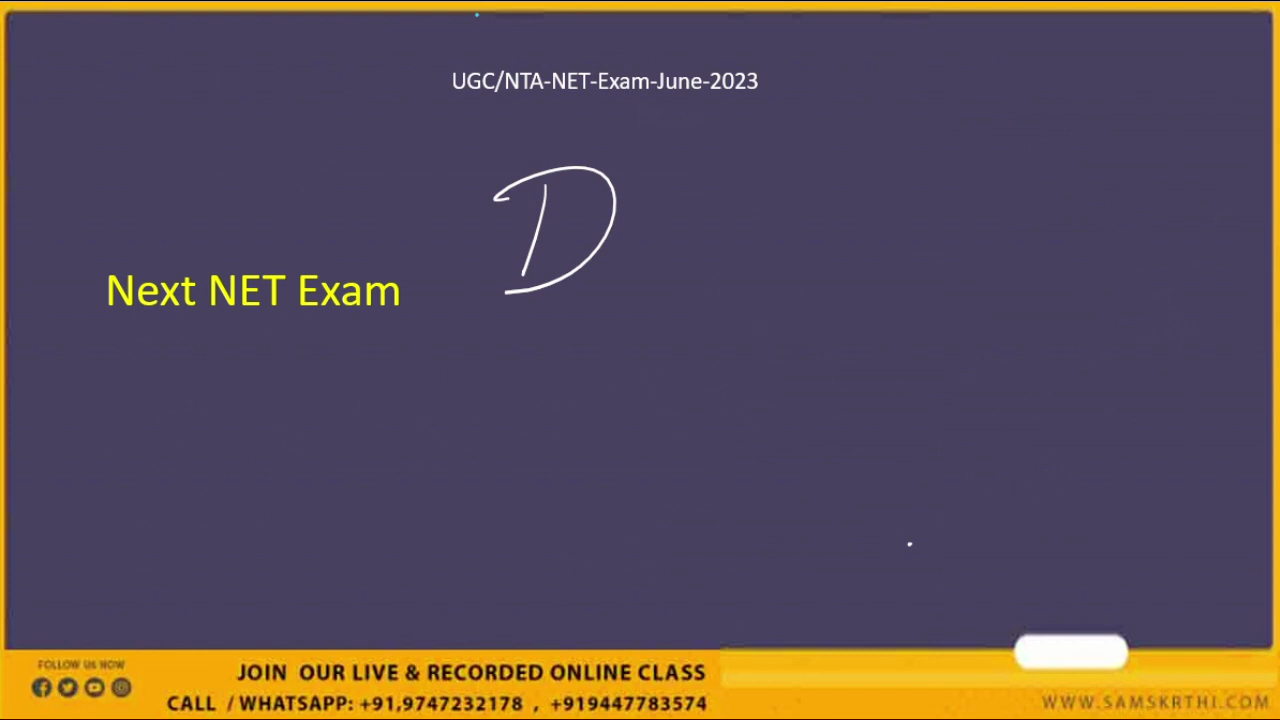 UGC/NTA-NET-Exam-June-2023
D
Next NET Exam
FOLLOW US NOW
JOIN OUR LIVE & RECORDED ONLINE CLASS
CALL / WHATSAPP: +91,9747232178 , +919447783574
WWW.SAMSKRTHI.COM